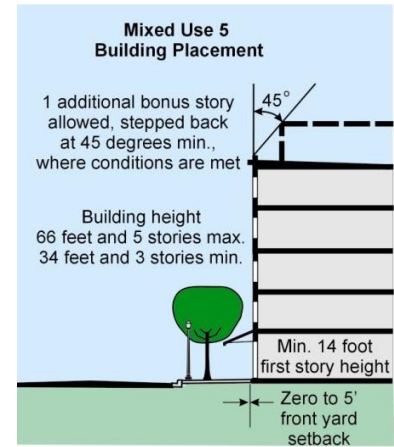 Mixed Use 5
Building Placement
1 additional bonus story
allowed, stepped back
at 45 degrees min.,
where conditions are met
45°
Building height
66 feet and 5 stories max.
34 feet and 3 stories min.
Min. 14 foot
first story height
Zero to 5'
front yard
setback